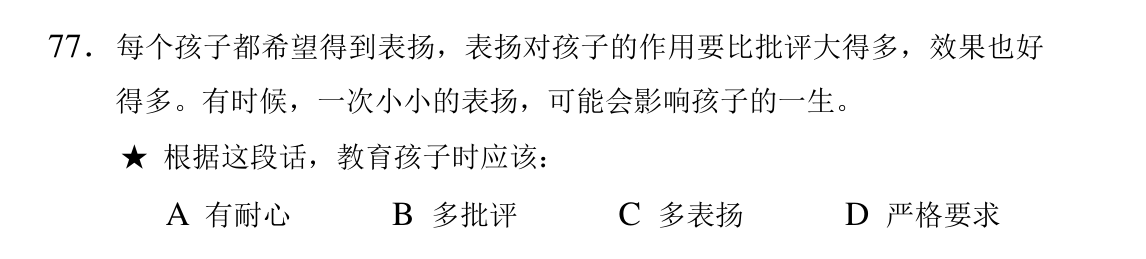 77． 每个孩子都希望得到表扬，表扬对孩子的作用要比批评大得多，效果也好
得多。有时候，一次小小的表扬，可能会影响孩子的一生。
★ 根据这段话，教育孩子时应该：
A 有耐心 B 多批评 C 多表扬 D 严格要求